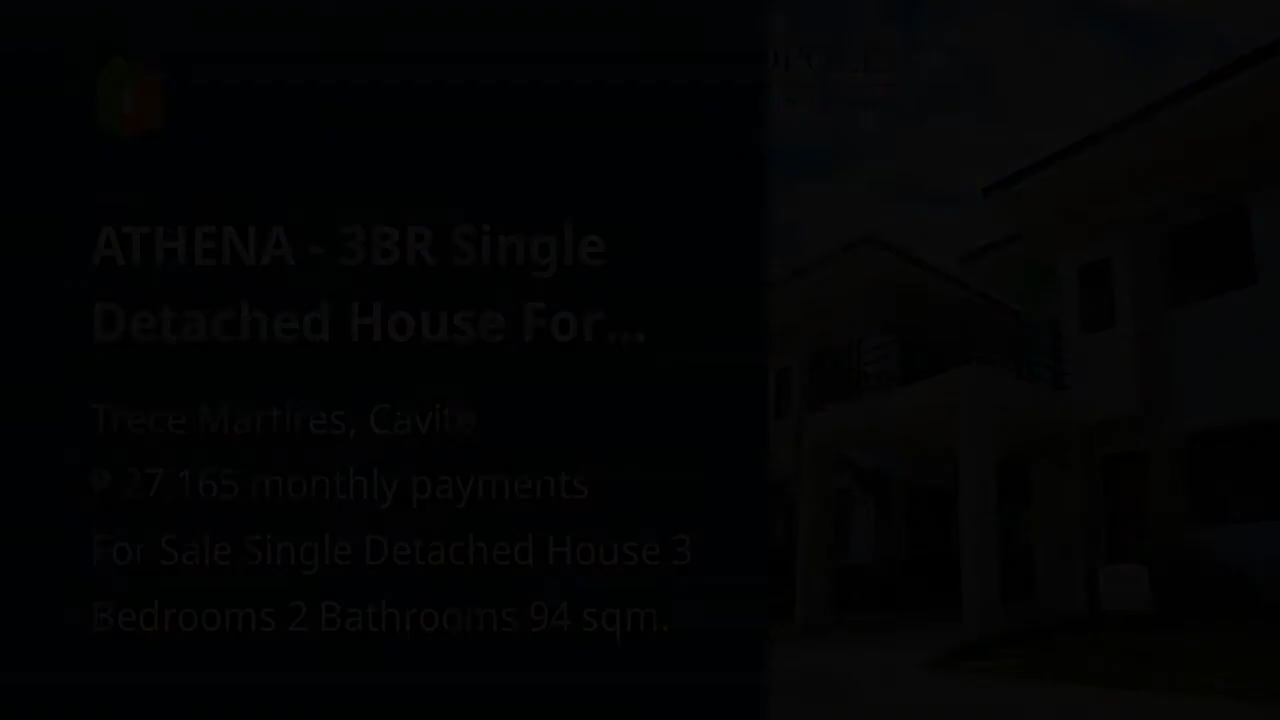 ATHENA - 3BR Single
Detached House For...
Trece Martires, Cavite
₱ 27,165 monthly payments
For Sale Single Detached House 3
Bedrooms 2 Bathrooms 94 sqm.